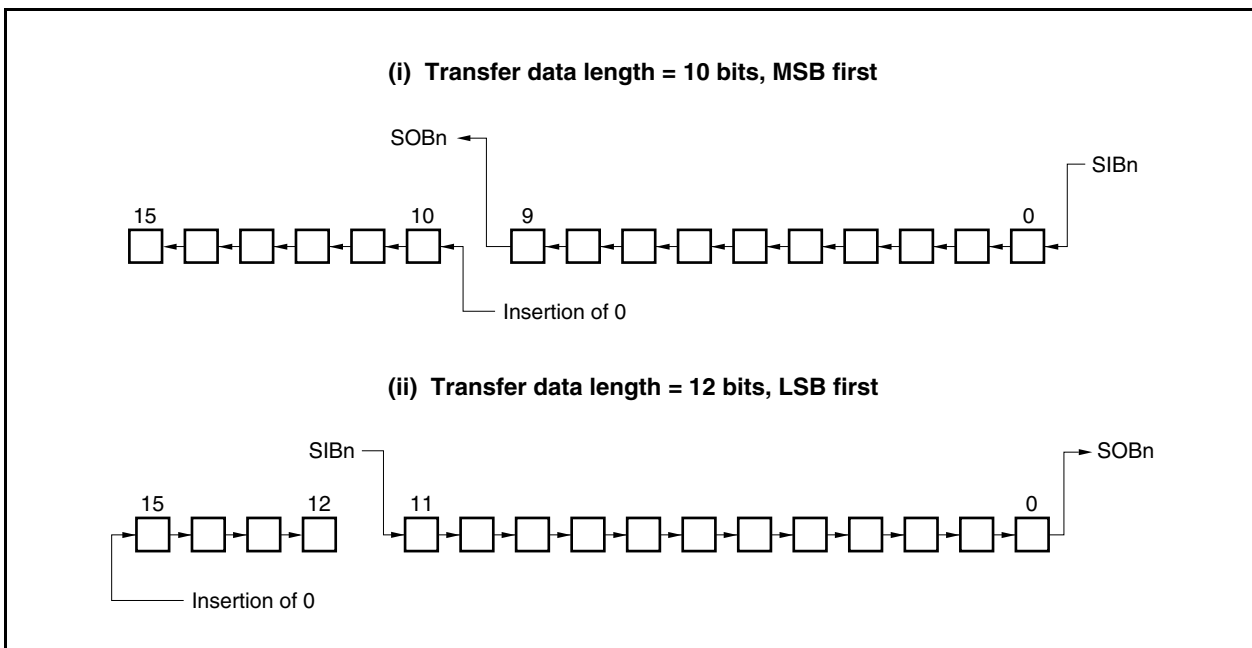 (i) Transfer data length = 10 bits, MSB first
SOBn
SIBn
15
10
9
0
Insertion of 0
(ii) Transfer data length = 12 bits, LSB first
SIBn
SOBn
15
12
11
0
Insertion of 0